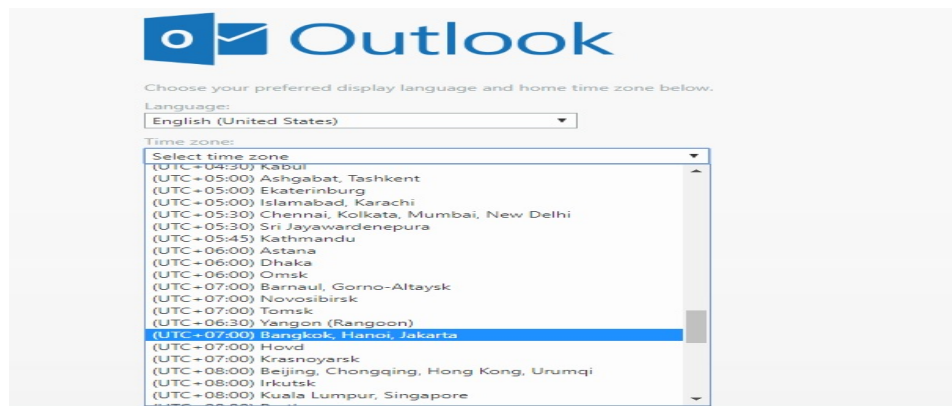 Outlook
Choose your preferred display language and home time zone below.
Language:
English (United States)
Time zone:
Select time zone
(UTC+04:30) Kabul
(UTC+05:00) Ashgabat, Tashkent
(UTC+05:00) Ekaterinburg
(UTC+05:00) Islamabad, Karachi
(UTC+05:30) Chennai, Kolkata, Mumbai, New Delhi
(UTC+05:30) Sri Jayawardenepura
(UTC+05:45) Kathmandu
(UTC+06:00) Astana
(UTC+06:00) Dhaka
(UTC+06:00) Omsk
(UTC+07:00) Barnaul, Gorno-Altaysk
(UTC+07:00) Novosibirsk
(UTC+07:00) Tomsk
(UTC+06:30) Yangon (Rangoon)
(UTC+07:00) Bangkok, Hanoi, Jakarta
(UTC+07:00) Hovd
(UTC+07:00) Krasnoyarsk
(UTC+08:00) Beijing, Chongqing, Hong Kong, Urumqi
(UTC+08:00) Irkutsk
(UTC+08:00) Kuala Lumpur, Singapore